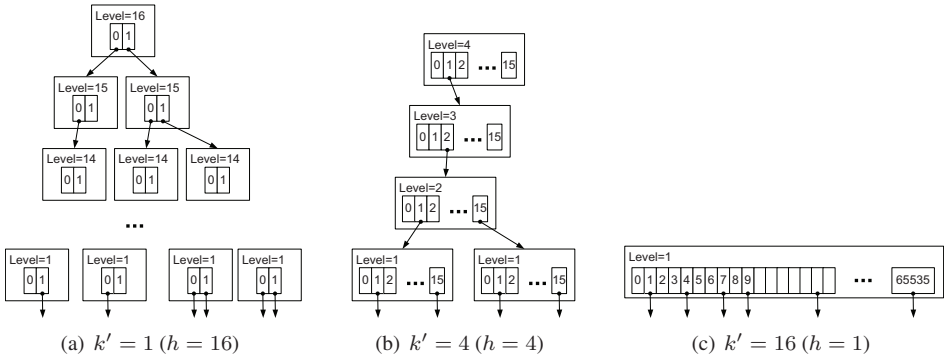 Level=16
0 1
Level=15
0 1
Level=15
0 1
Level=14
0 1
Level=14
0 1
Level=14
0 1
...
Level=1
0 1
Level=1
0 1
Level=1
0 1
Level=1
0 1
(a) k′ = 1 (h = 16)
Level=4
0 1 2 ... 15
Level=3
0 1 2 ... 15
Level=2
0 1 2 ... 15
Level=1
0 1 2 ... 15
Level=1
0 1 2 ... 15
(b) k′ = 4 (h = 4)
Level=1
0 1 2 3 4 5 6 7 8 9 ... 65535
(c) k′ = 16 (h = 1)